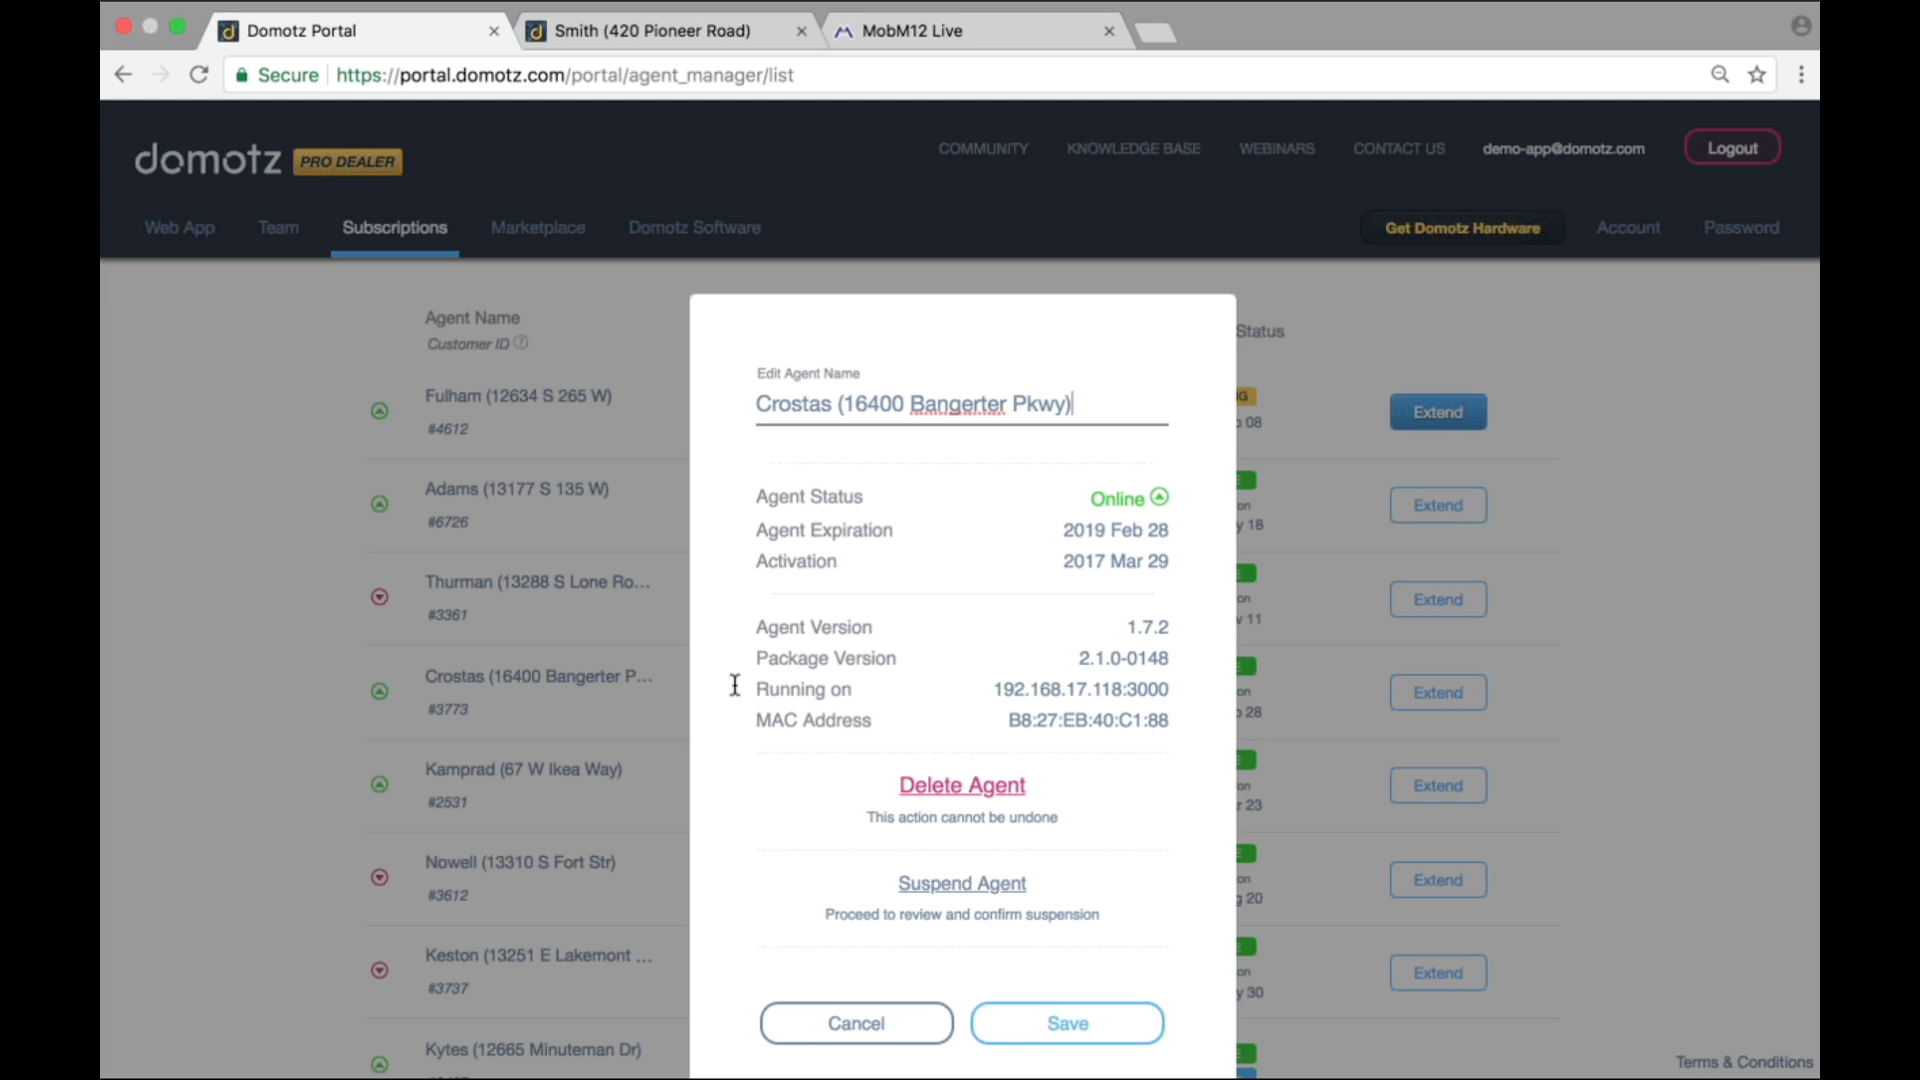 Domotz Portal
Smith (420 Pioneer Road)
MobM12 Live
Secure https://portal.domotz.com/portal/agent_manager/list
domotz PRO DEALER
COMMUNITY KNOWLEDGE BASE WEBINARS CONTACT US demo-app@domotz.com Logout
Web App Team Subscriptions Marketplace Domotz Software Get Domotz Hardware Account Password
Agent Name
Customer ID
Status
Fulham (12634 S 265 W)
#4612
08
Extend
Adams (13177 S 135 W)
#6726
on
18
Extend
Thurman (13288 S Lone Ro...
#3361
on
11
Extend
Crostas (16400 Bangerter P...
#3773
on
28
Extend
Kamprad (67 W Ikea Way)
#2531
on
23
Extend
Nowell (13310 S Fort Str)
#3612
on
20
Extend
Keston (13251 E Lakemont ...
#3737
on
30
Extend
Kytes (12665 Minuteman Dr)
Edit Agent Name
Crostas (16400 Bangerter Pkwy)
Agent Status Online
Agent Expiration 2019 Feb 28
Activation 2017 Mar 29
Agent Version 1.7.2
Package Version 2.1.0-0148
Running on 192.168.17.118:3000
MAC Address B8:27:EB:40:C1:88
Delete Agent
This action cannot be undone
Suspend Agent
Proceed to review and confirm suspension
Cancel Save
Terms & Conditions